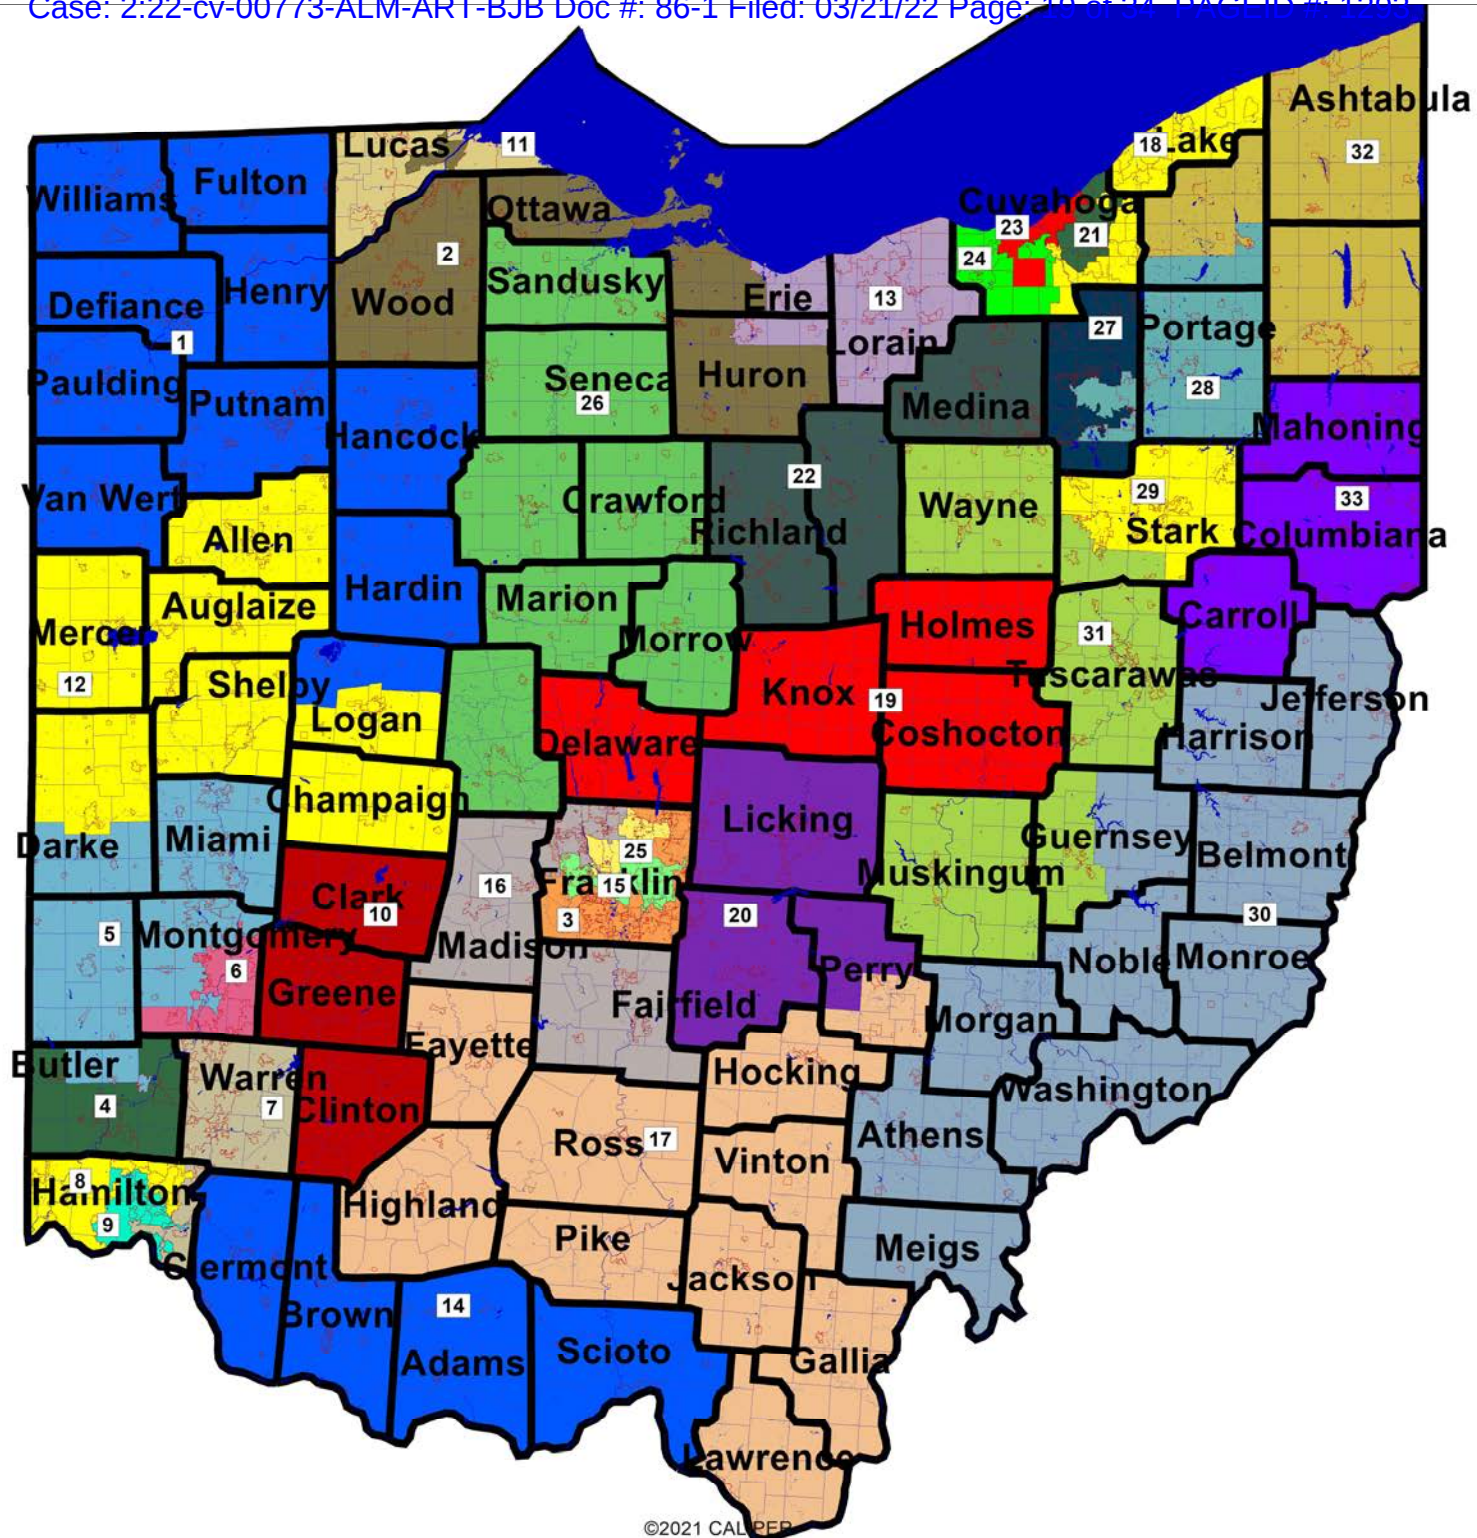 Case: 2:22-cv-00773-ALM-ART-BJB Doc #: 86-1 Filed: 03/21/22 Page: 19 of 34 PAGEID #: 1293
Ashtabula
Lucas
11
18 Lake
32
Williams
Fulton
Ottawa
Cuyahoga
23
21
2
24
Sandusky
Defiance
Henry
Wood
Erie
13
27
Portage
1
Lorain
Paulding
Putnam
Seneca
26
Huron
28
Medina
Hancock
Mahoning
22
29
33
Van Wert
Crawford
Wayne
Allen
Richland
Stark
Columbiana
Hardin
Auglaize
Marion
Carroll
Mercer
Morrow
Holmes
31
12
Shelby
Knox
19
Tuscarawas
Jefferson
Logan
Delaware
Coshocton
Harrison
Champaign
Licking
Darke
Miami
25
Guernsey
Belmont
Clark
10
16
Franklin
15
Muskingum
3
20
30
5
Montgomery
6
Madison
Perry
Noble
Monroe
Greene
Fairfield
Morgan
Butler
Fayette
Hocking
Warren
Washington
4
7
Clinton
Ross
17
Athens
Vinton
8
Hamilton
9
Highland
Pike
Meigs
Clermont
Jackson
Brown
14
Adams
Scioto
Gallia
Lawrence
©2021 CALIPER